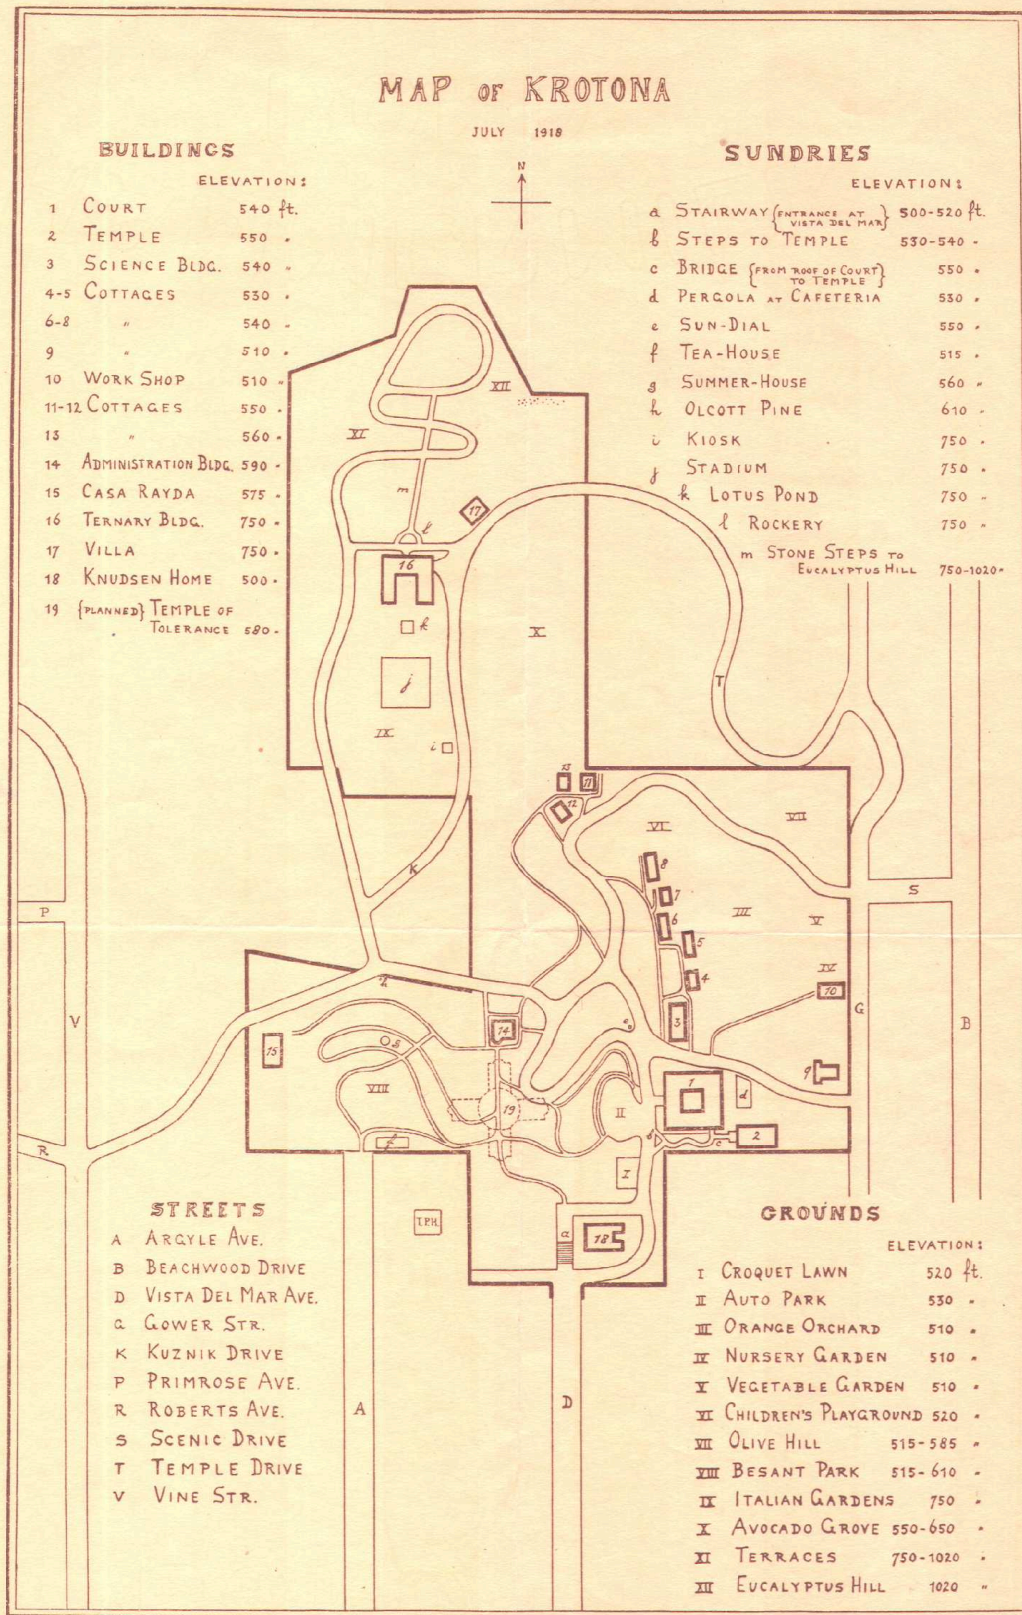 MAP OF KROTONA
JULY 1918
N
BUILDINGS
ELEVATION:
1 COURT 540 ft.
2 TEMPLE 550 "
3 SCIENCE BLDG. 540 "
4-5 COTTAGES 530 "
6-8 " 540 "
9 " 510 "
10 WORK SHOP 510 "
11-12 COTTAGES 550 "
13 " 560 "
14 ADMINISTRATION BLDG. 590 "
15 CASA RAYDA 575 "
16 TERNARY BLDG. 750 "
17 VILLA 750 "
18 KNUDSEN HOME 500 "
19 {PLANNED} TEMPLE OF
TOLERANCE 580 "
SUNDRIES
ELEVATION:
a STAIRWAY {ENTRANCE AT VISTA DEL MAR} 500-520 ft.
b STEPS TO TEMPLE 530-540 "
c BRIDGE {FROM ROOF OF COURT TO TEMPLE} 550 "
d PERGOLA AT CAFETERIA 530 "
e SUN-DIAL 550 "
f TEA-HOUSE 515 "
g SUMMER-HOUSE 560 "
h OLCOTT PINE 610 "
i KIOSK 750 "
j STADIUM 750 "
k LOTUS POND 750 "
l ROCKERY 750 "
m STONE STEPS TO
EUCALYPTUS HILL 750-1020 "
XII
XI
m
l
17
16
k
X
j
T
IX
i
13
11
12
VII
VI
8
K
7
S
P
III
V
6
5
IV
4
10
V
14
3
G
B
15
g
9
1
d
VIII
19
II
2
b
c
f
R
I
T.P.H.
a
18
A
D
STREETS
A ARGYLE AVE.
B BEACHWOOD DRIVE
D VISTA DEL MAR AVE.
G GOWER STR.
K KUZNIK DRIVE
P PRIMROSE AVE.
R ROBERTS AVE.
S SCENIC DRIVE
T TEMPLE DRIVE
V VINE STR.
GROUNDS
ELEVATION:
I CROQUET LAWN 520 ft.
II AUTO PARK 530 "
III ORANGE ORCHARD 510 "
IV NURSERY GARDEN 510 "
V VEGETABLE GARDEN 510 "
VI CHILDREN'S PLAYGROUND 520 "
VII OLIVE HILL 515-585 "
VIII BESANT PARK 515-610 "
IX ITALIAN GARDENS 750 "
X AVOCADO GROVE 550-650 "
XI TERRACES 750-1020 "
XII EUCALYPTUS HILL 1020 "